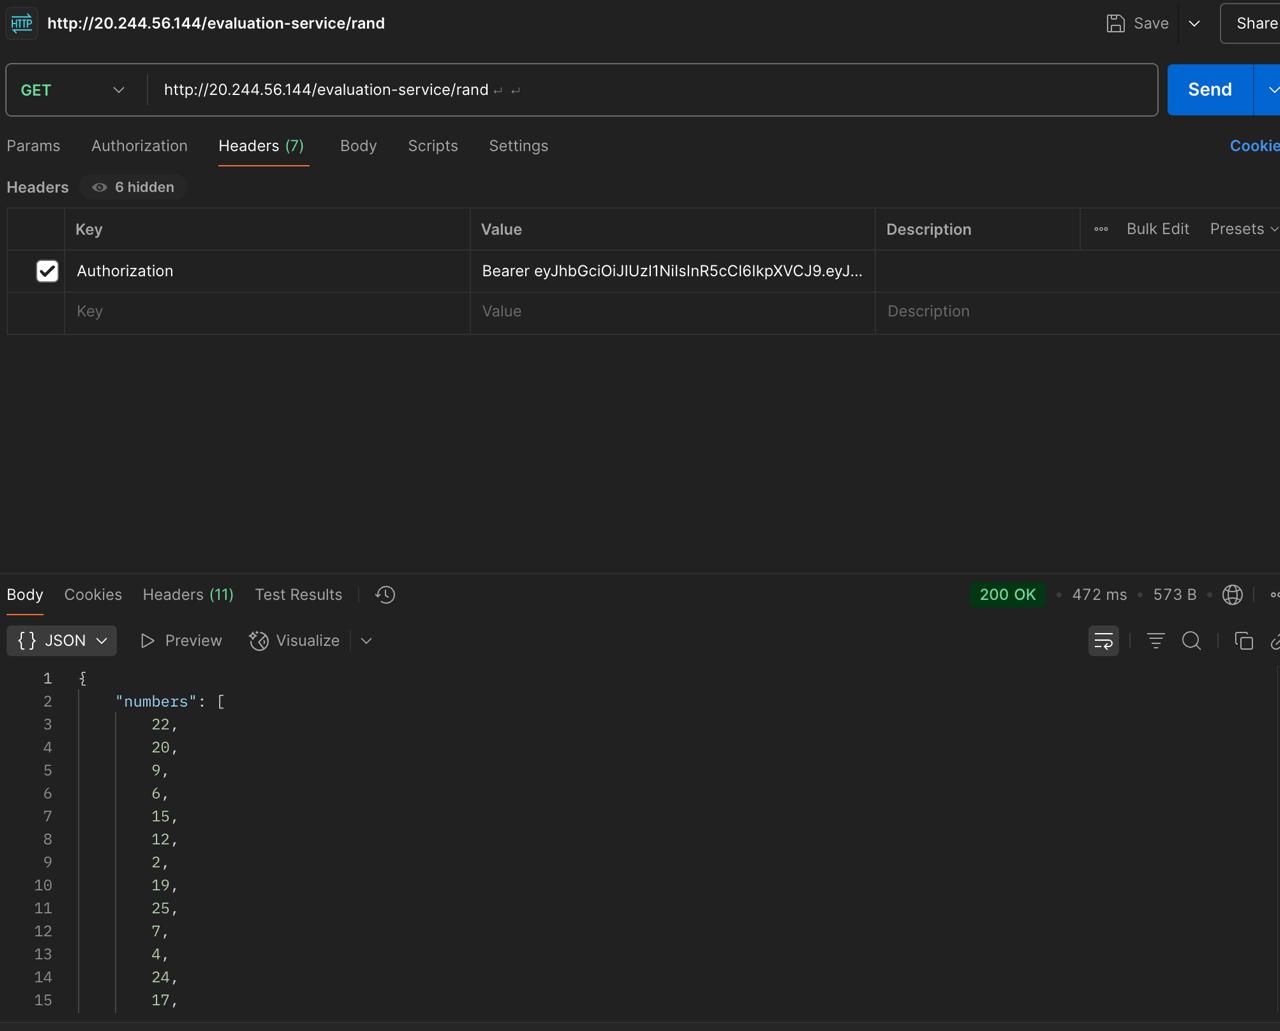 HTTP http://20.244.56.144/evaluation-service/rand Save Share
GET http://20.244.56.144/evaluation-service/rand ↵ ↵ Send
Params Authorization Headers (7) Body Scripts Settings Cookie
Headers 6 hidden
Key Value Description Bulk Edit Presets
Authorization Bearer eyJhbGciOiJIUzI1NiIsInR5cCI6IkpXVCJ9.eyJ...
Key Value Description
Body Cookies Headers (11) Test Results 200 OK • 472 ms • 573 B •
{} JSON Preview Visualize
1 {
2 "numbers": [
3 22,
4 20,
5 9,
6 6,
7 15,
8 12,
9 2,
10 19,
11 25,
12 7,
13 4,
14 24,
15 17,